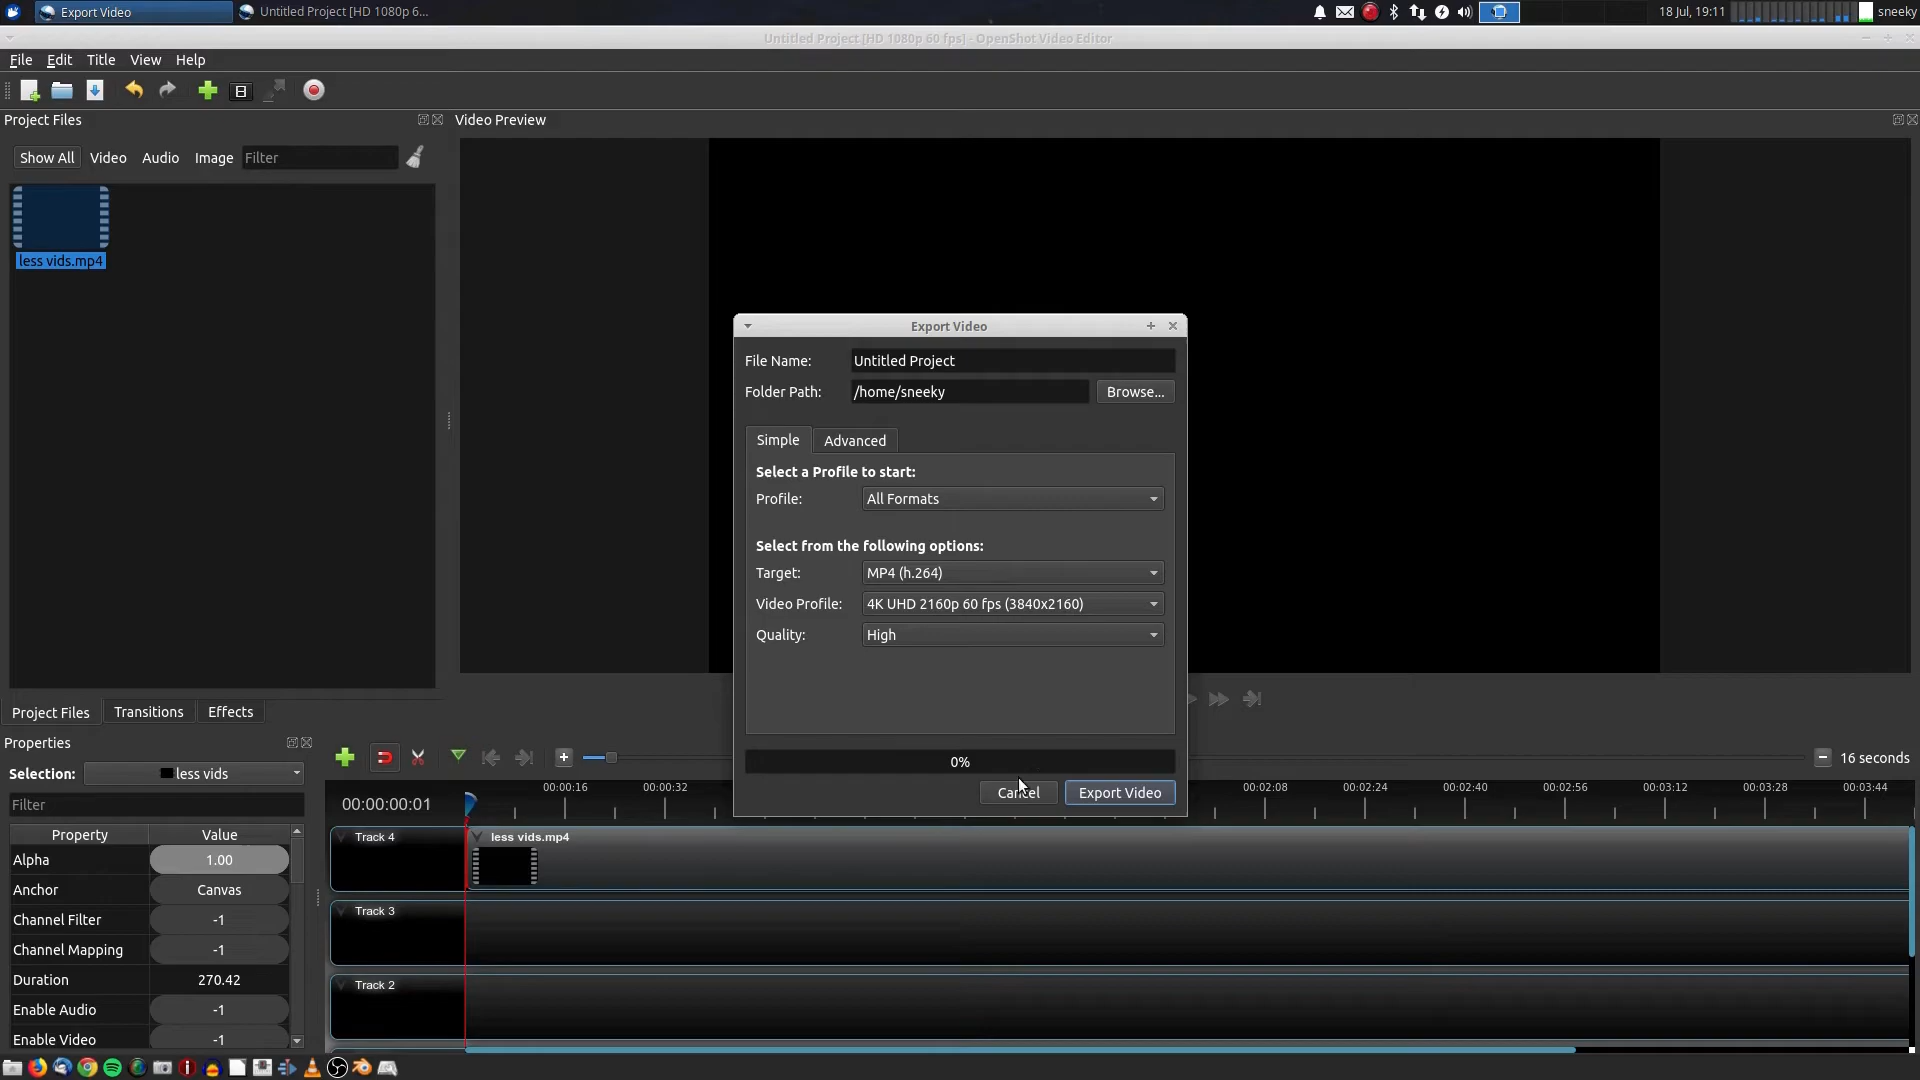 Export Video
Untitled Project [HD 1080p 6...
18 Jul, 19:11
sneeky
Untitled Project [HD 1080p 60 fps] - OpenShot Video Editor
File Edit Title View Help
Project Files
Video Preview
Show All Video Audio Image Filter
less vids.mp4
Export Video
File Name: Untitled Project
Folder Path: /home/sneeky Browse...
Simple Advanced
Select a Profile to start:
Profile: All Formats
Select from the following options:
Target: MP4 (h.264)
Video Profile: 4K UHD 2160p 60 fps (3840x2160)
Quality: High
0%
Cancel Export Video
Project Files Transitions Effects
Properties
Selection: less vids
Filter
Property Value
Alpha 1.00
Anchor Canvas
Channel Filter -1
Channel Mapping -1
Duration 270.42
Enable Audio -1
Enable Video -1
16 seconds
00:00:00:01
00:00:16 00:00:32 00:02:08 00:02:24 00:02:40 00:02:56 00:03:12 00:03:28 00:03:44
Track 4
less vids.mp4
Track 3
Track 2